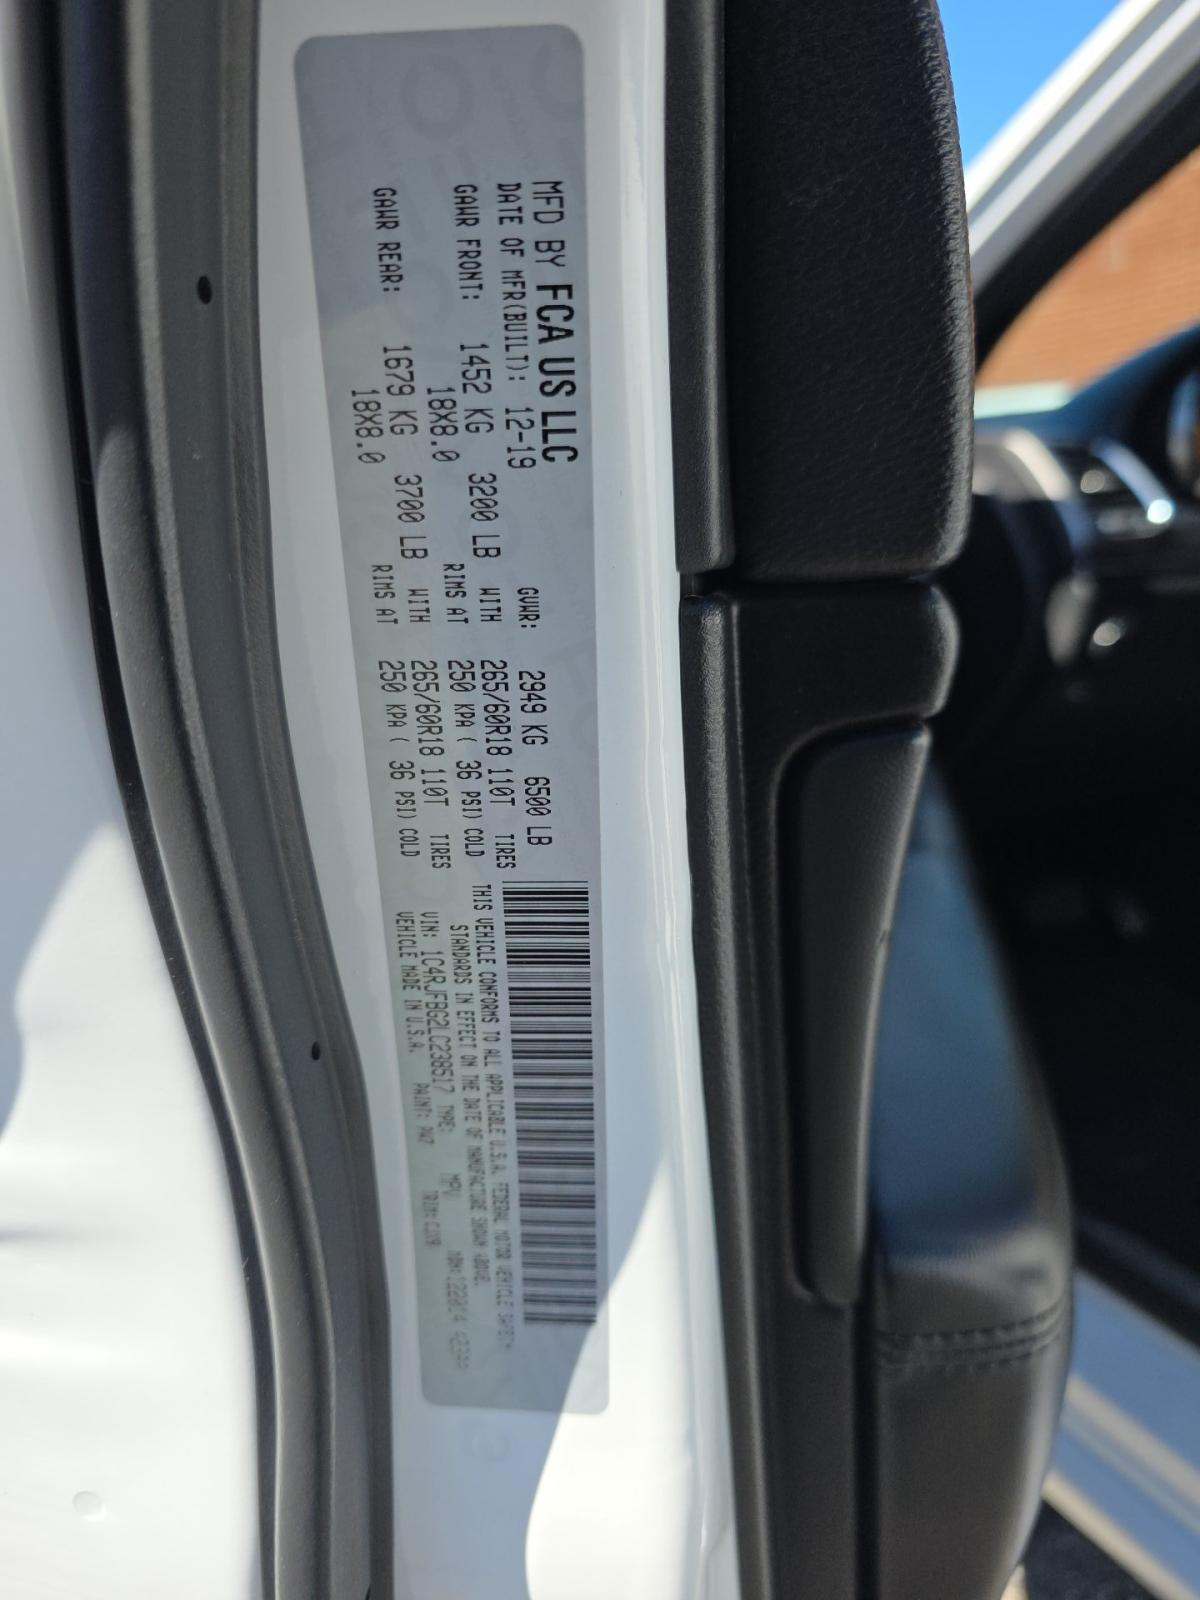 MFD BY FCA US LLC
DATE OF MFR(BUILT): 12-19 GVWR: 2949 KG 6500 LB
GAWR FRONT: 1452 KG 3200 LB WITH 265/60R18 110T TIRES
18X8.0 RIMS AT 250 KPA ( 36 PSI) COLD
GAWR REAR: 1679 KG 3700 LB WITH 265/60R18 110T TIRES
18X8.0 RIMS AT 250 KPA ( 36 PSI) COLD
THIS VEHICLE CONFORMS TO ALL APPLICABLE U.S.A. FEDERAL MOTOR VEHICLE SAFETY
STANDARDS IN EFFECT ON THE DATE OF MANUFACTURE SHOWN ABOVE.
VIN: 1C4RJFBG2LC238517 TYPE: MPV MDH:
VEHICLE MADE IN U.S.A. PAINT: PW7 TRIM: